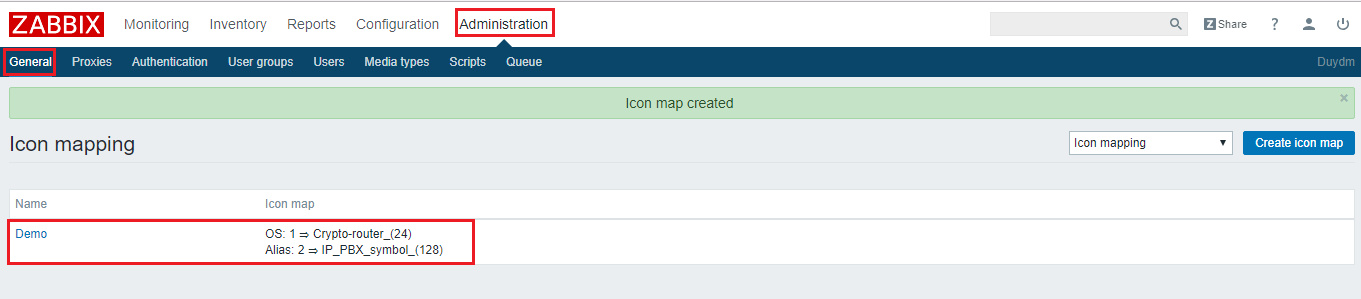 ZABBIX Monitoring Inventory Reports Configuration Administration Z Share ?
General Proxies Authentication User groups Users Media types Scripts Queue Duydm
Icon map created ×
Icon mapping Icon mapping ▼ Create icon map
Name Icon map
Demo OS: 1 ⇒ Crypto-router_(24)
Alias: 2 ⇒ IP_PBX_symbol_(128)